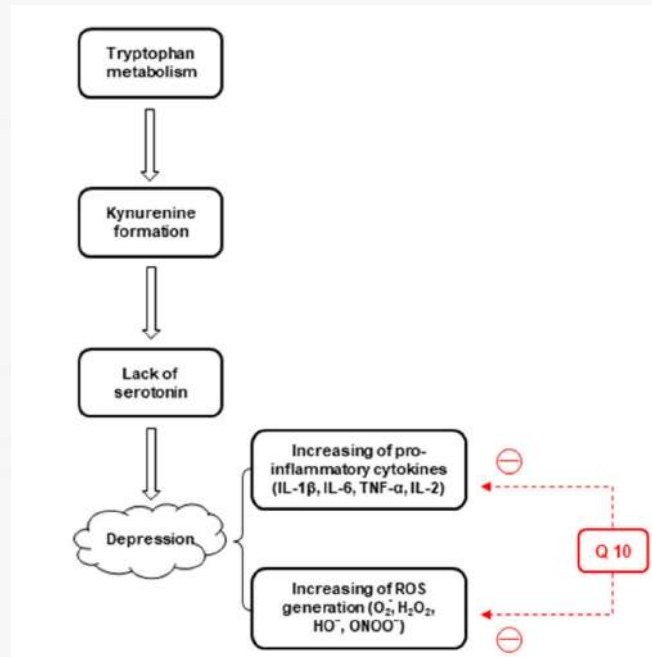 Tryptophan
metabolism
Kynurenine
formation
Lack of
serotonin
Depression
Increasing of pro-
inflammatory cytokines
(IL-1β, IL-6, TNF-α, IL-2)
Q 10
Increasing of ROS
generation (O₂⁻, H₂O₂,
HO⁻, ONOO⁻)